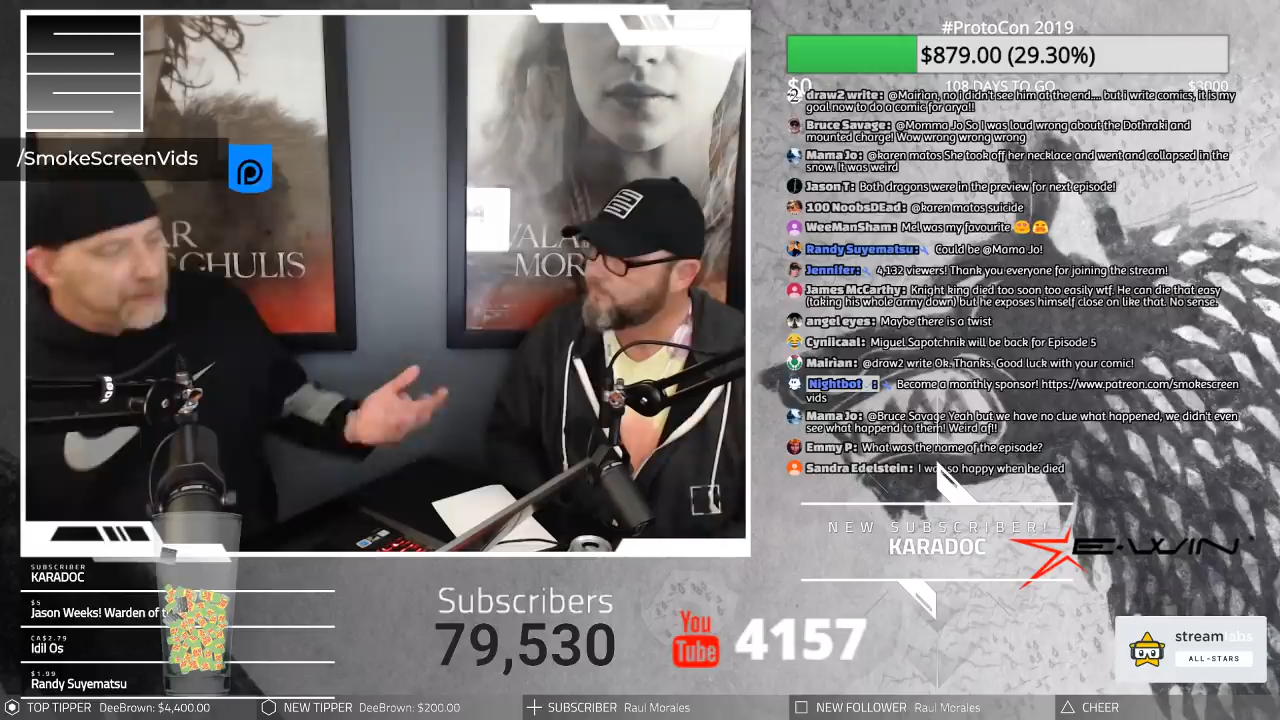 /SmokeScreenVids
VALAR
MORGHULIS
#ProtoCon 2019
$879.00 (29.30%)
$0
108 DAYS TO GO
$3000
draw2 write: @Mairian, no i didn't see him at the end.... but i write comics, it is my
goal now to do a comic for arya!!
Bruce Savage: @Momma Jo So I was loud wrong about the Dothraki and
mounted charge! Wow wrong wrong wrong
Mama Jo: @karen matos She took off her necklace and went and collapsed in the
snow. It was weird
Jason T: Both dragons were in the preview for next episode!
100 NoobsDEad: @karen matos suicide
WeeManSham: Mel was my favourite
Randy Suyematsu: Could be @Mama Jo!
Jennifer: 4,132 viewers! Thank you everyone for joining the stream!
James McCarthy: Knight king died too soon too easily wtf. He can die that easy
(taking his whole army down) but he exposes himself close on like that. No sense.
angel eyes: Maybe there is a twist
Cyniicaal: Miguel Sapotchnik will be back for Episode 5
Mairian: @draw2 write Ok. Thanks. Good luck with your comic!
Nightbot: Become a monthly sponsor! https://www.patreon.com/smokescreen
vids
Mama Jo: @Bruce Savage Yeah but we have no clue what happened, we didn't even
see what happend to them! Weird af!!
Emmy P: What was the name of the episode?
Sandra Edelstein: I was so happy when he died
NEW SUBSCRIBER!
KARADOC
E-WIN
SUBSCRIBER
KARADOC
$5
Jason Weeks! Warden of t
CA$2.79
Idil Os
$1.99
Randy Suyematsu
Subscribers
79,530
You
Tube
4157
streamlabs
ALL-STARS
TOP TIPPER DeeBrown: $4,400.00
NEW TIPPER DeeBrown: $200.00
SUBSCRIBER Raul Morales
NEW FOLLOWER Raul Morales
CHEER